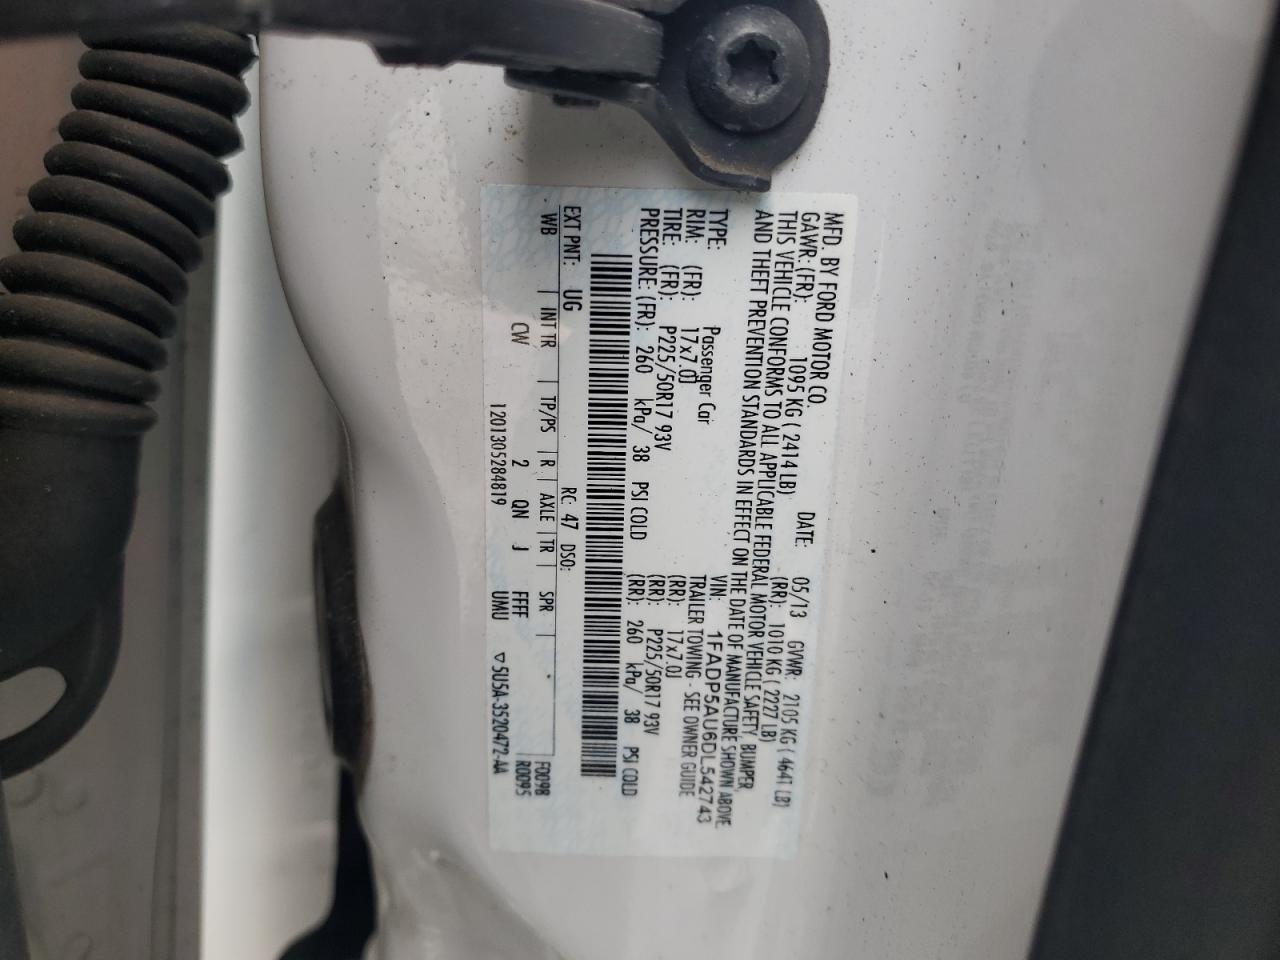 MFD. BY FORD MOTOR CO.
DATE: 05/13 GVWR: 2105 KG ( 4641 LB)
GAWR: (FR): 1095 KG ( 2414 LB) (RR): 1010 KG ( 2227 LB)
THIS VEHICLE CONFORMS TO ALL APPLICABLE FEDERAL MOTOR VEHICLE SAFETY, BUMPER,
AND THEFT PREVENTION STANDARDS IN EFFECT ON THE DATE OF MANUFACTURE SHOWN ABOVE.
VIN: 1FADP5AU6DL542743
TYPE: Passenger Car TRAILER TOWING - SEE OWNER GUIDE
RIM: (FR): 17x7.0J (RR): 17x7.0J
TIRE: (FR): P225/50R17 93V (RR): P225/50R17 93V
PRESSURE: (FR): 260 kPa/ 38 PSI COLD (RR): 260 kPa/ 38 PSI COLD
EXT PNT: UG RC: 47 DSO:
WB | INT TR | TP/PS | R | AXLE | TR | SPR | F0098
CW 2 QN J FFFF R0095
120130528 4819 UMU ▽5U5A-3520472-AA